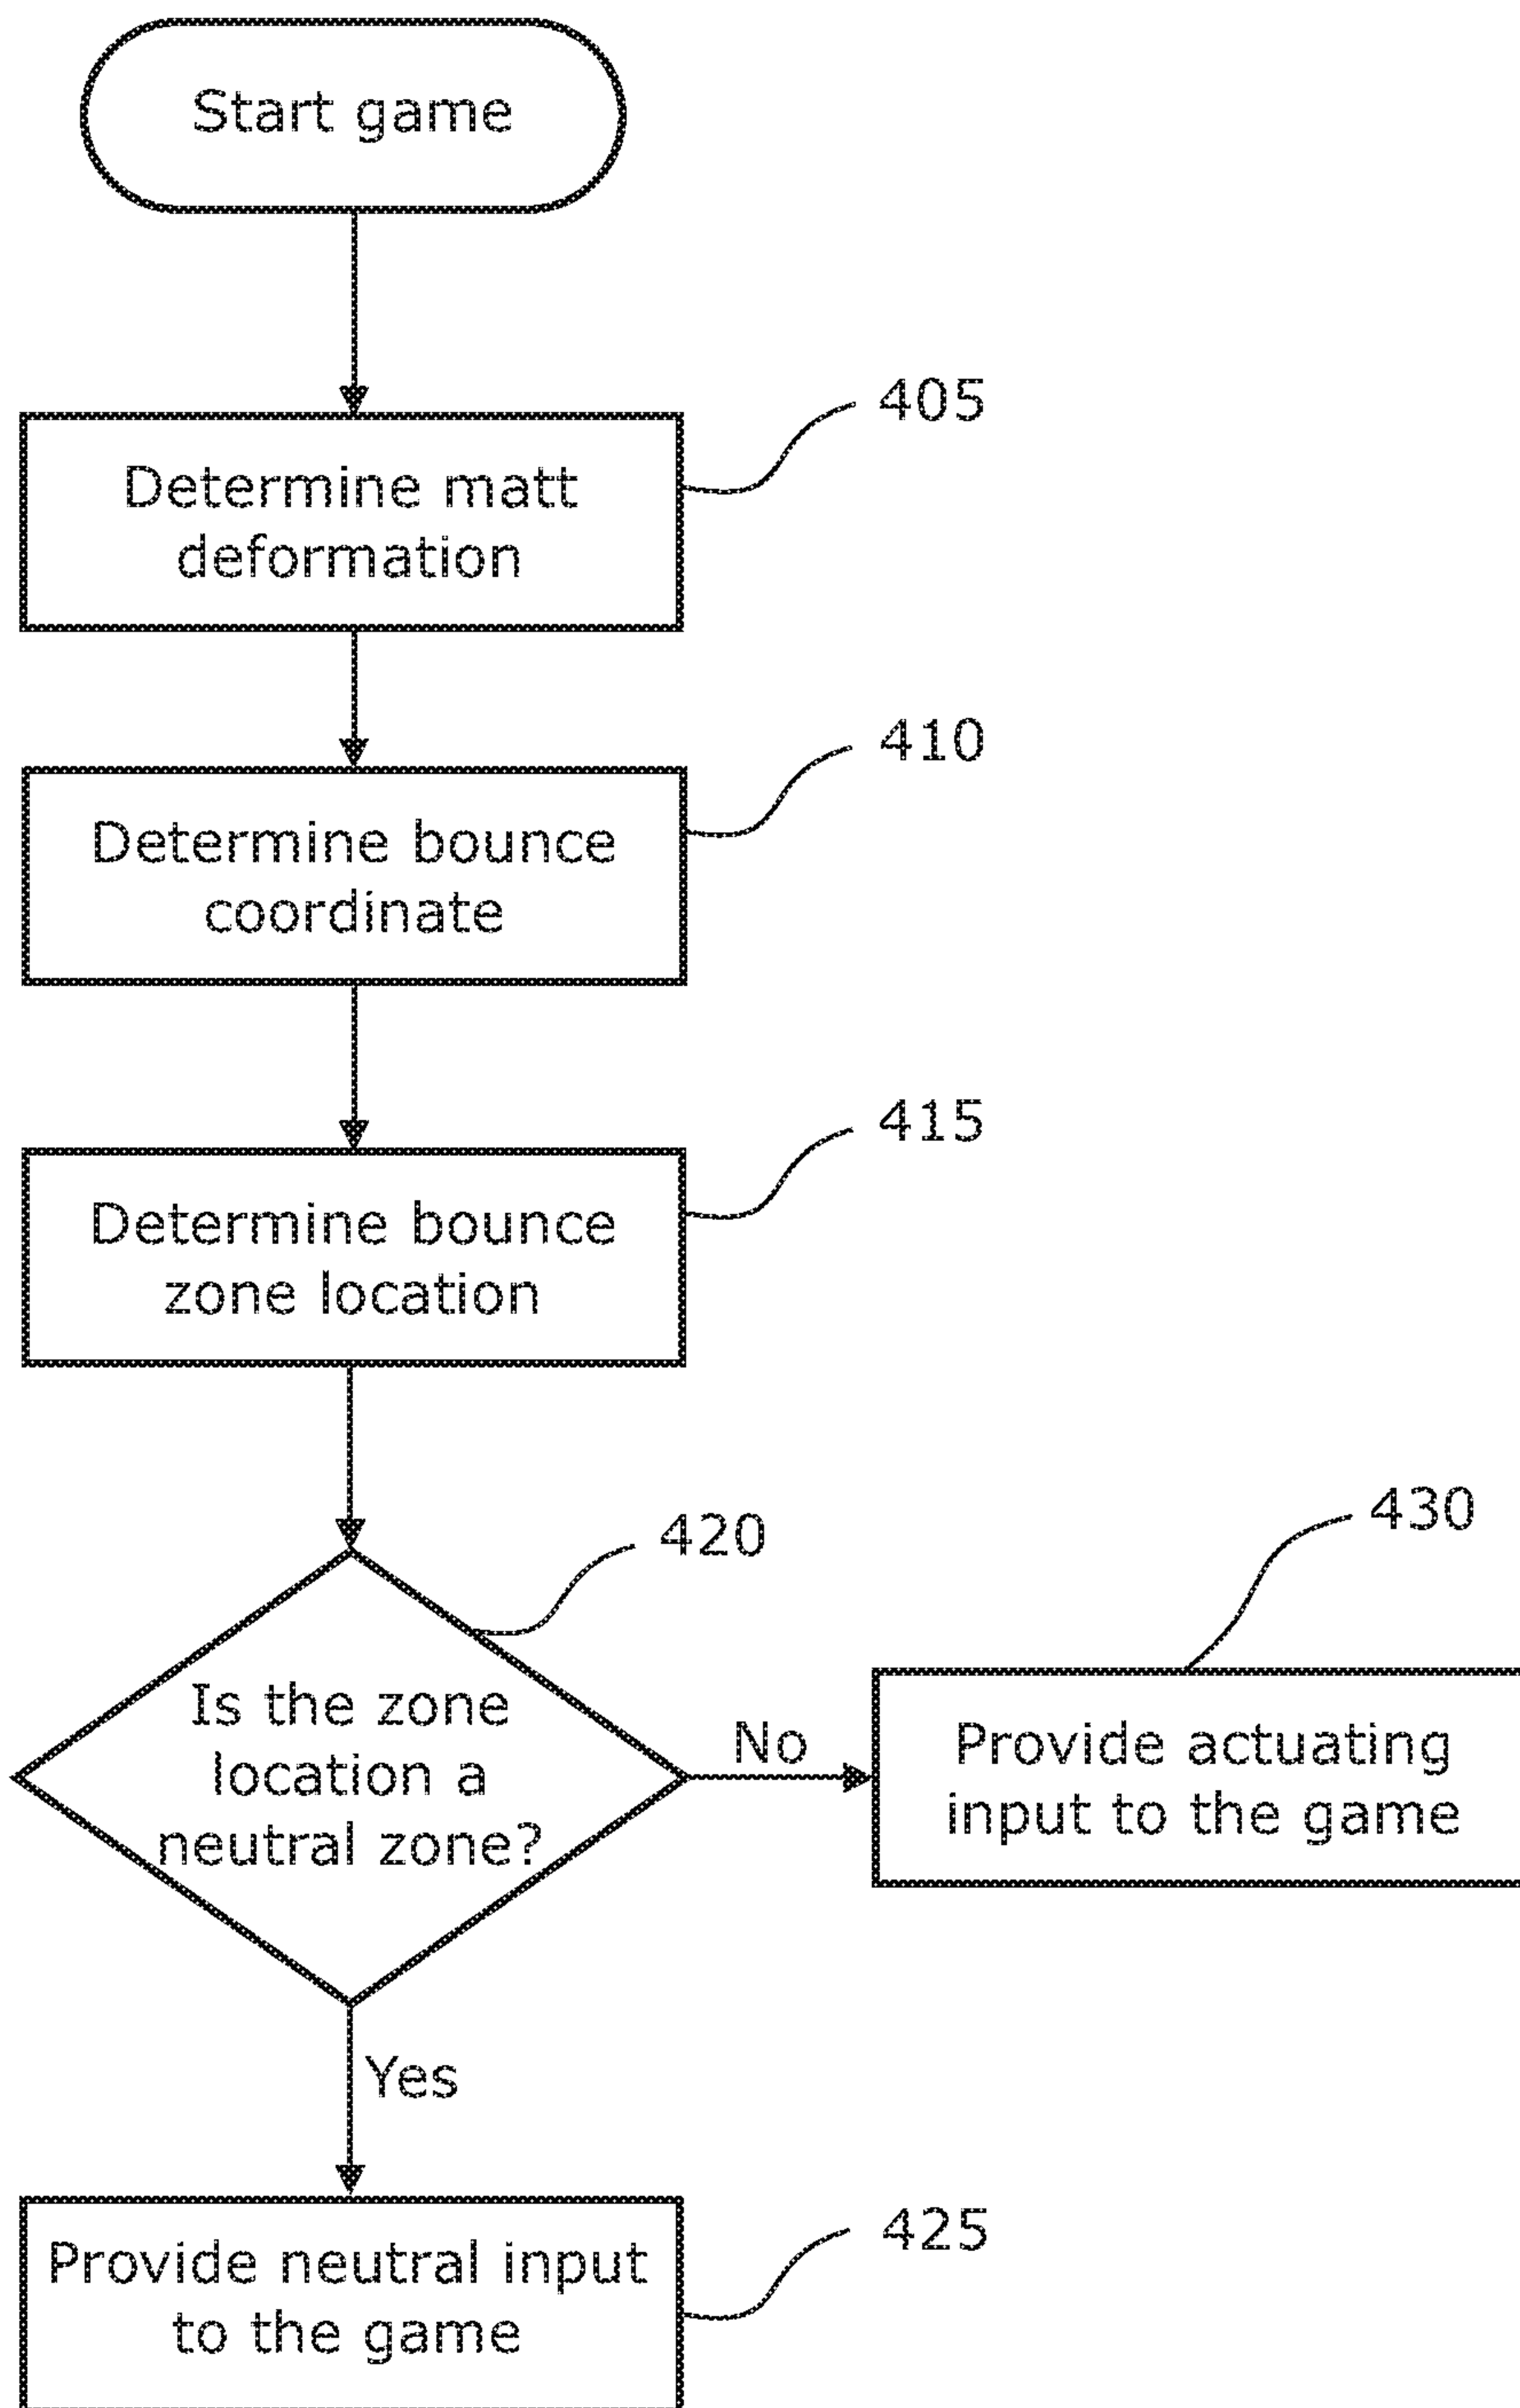 Start game
405
Determine matt
deformation
410
Determine bounce
coordinate
415
Determine bounce
zone location
420
430
Is the zone
location a
neutral zone?
No
Provide actuating
input to the game
Yes
425
Provide neutral input
to the game